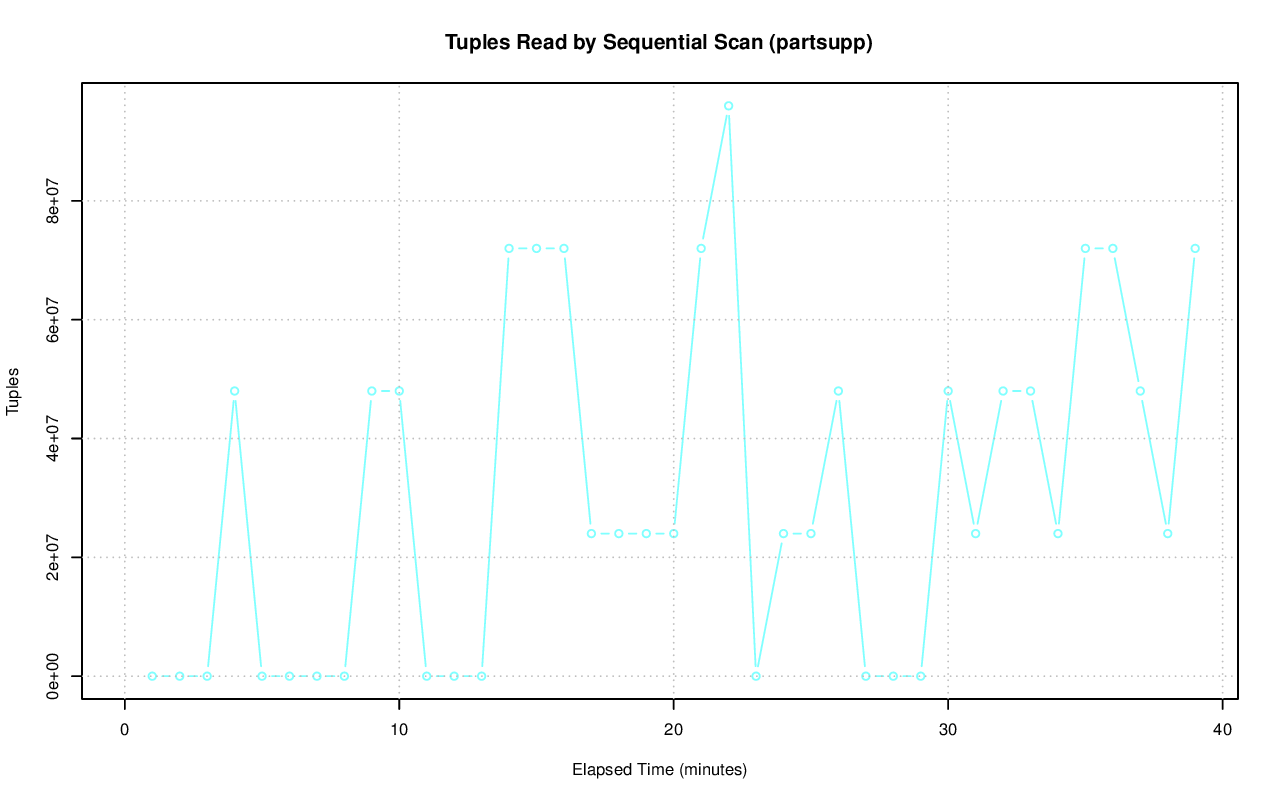 Tuples Read by Sequential Scan (partsupp)
Tuples
8e+07
6e+07
4e+07
2e+07
0e+00
0 10 20 30 40
Elapsed Time (minutes)